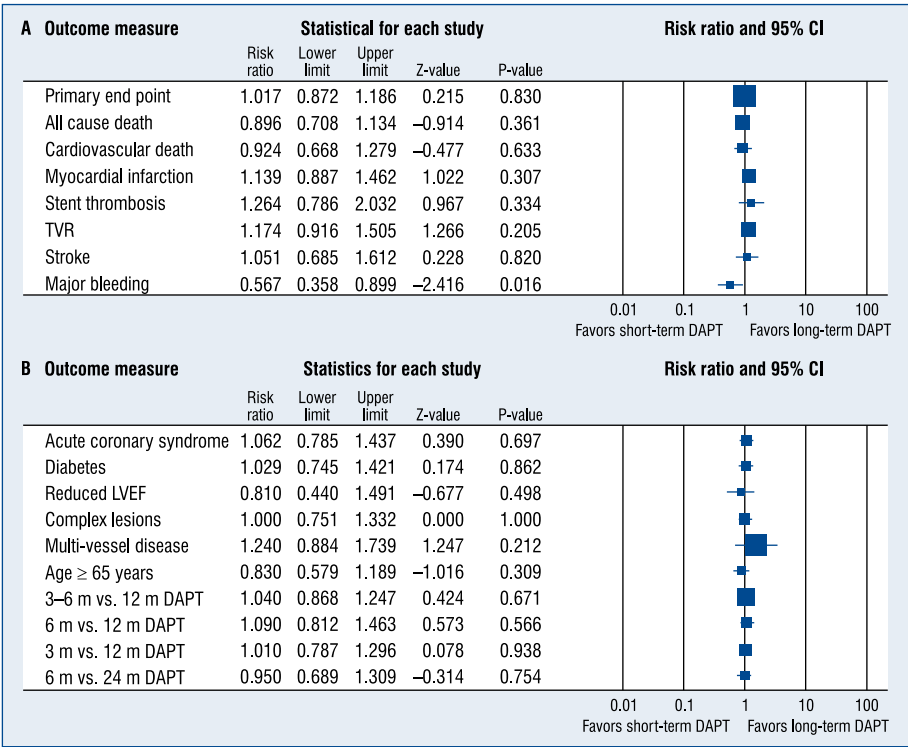 A Outcome measure Statistical for each study Risk ratio and 95% CI
Risk ratio Lower limit Upper limit Z-value P-value
Primary end point 1.017 0.872 1.186 0.215 0.830
All cause death 0.896 0.708 1.134 –0.914 0.361
Cardiovascular death 0.924 0.668 1.279 –0.477 0.633
Myocardial infarction 1.139 0.887 1.462 1.022 0.307
Stent thrombosis 1.264 0.786 2.032 0.967 0.334
TVR 1.174 0.916 1.505 1.266 0.205
Stroke 1.051 0.685 1.612 0.228 0.820
Major bleeding 0.567 0.358 0.899 –2.416 0.016
0.01 0.1 1 10 100
Favors short-term DAPT Favors long-term DAPT
B Outcome measure Statistics for each study Risk ratio and 95% CI
Risk ratio Lower limit Upper limit Z-value P-value
Acute coronary syndrome 1.062 0.785 1.437 0.390 0.697
Diabetes 1.029 0.745 1.421 0.174 0.862
Reduced LVEF 0.810 0.440 1.491 –0.677 0.498
Complex lesions 1.000 0.751 1.332 0.000 1.000
Multi-vessel disease 1.240 0.884 1.739 1.247 0.212
Age ≥ 65 years 0.830 0.579 1.189 –1.016 0.309
3–6 m vs. 12 m DAPT 1.040 0.868 1.247 0.424 0.671
6 m vs. 12 m DAPT 1.090 0.812 1.463 0.573 0.566
3 m vs. 12 m DAPT 1.010 0.787 1.296 0.078 0.938
6 m vs. 24 m DAPT 0.950 0.689 1.309 –0.314 0.754
0.01 0.1 1 10 100
Favors short-term DAPT Favors long-term DAPT